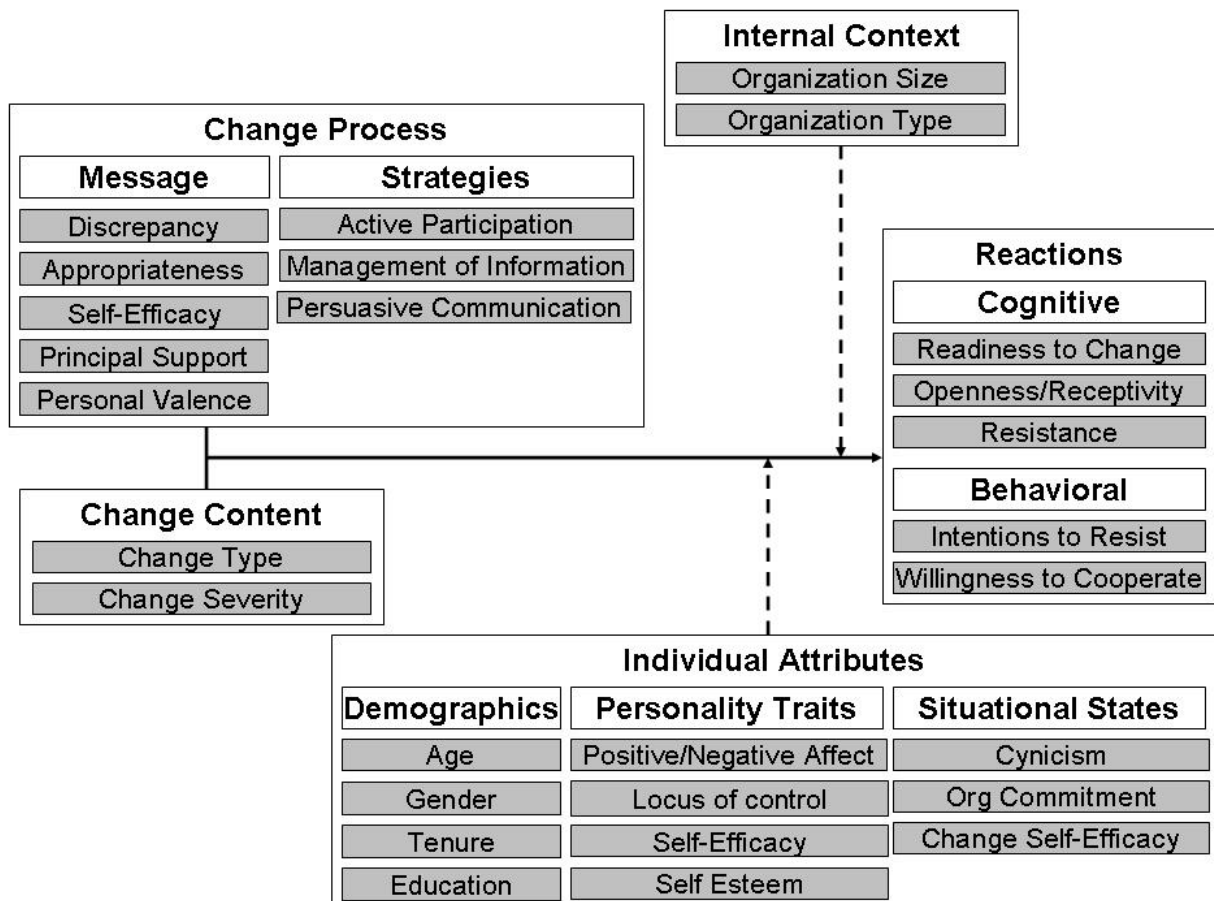 Internal Context
Organization Size
Organization Type
Change Process
Message
Discrepancy
Appropriateness
Self-Efficacy
Principal Support
Personal Valence
Strategies
Active Participation
Management of Information
Persuasive Communication
Reactions
Cognitive
Readiness to Change
Openness/Receptivity
Resistance
Behavioral
Intentions to Resist
Willingness to Cooperate
Change Content
Change Type
Change Severity
Individual Attributes
Demographics
Age
Gender
Tenure
Education
Personality Traits
Positive/Negative Affect
Locus of control
Self-Efficacy
Self Esteem
Situational States
Cynicism
Org Commitment
Change Self-Efficacy